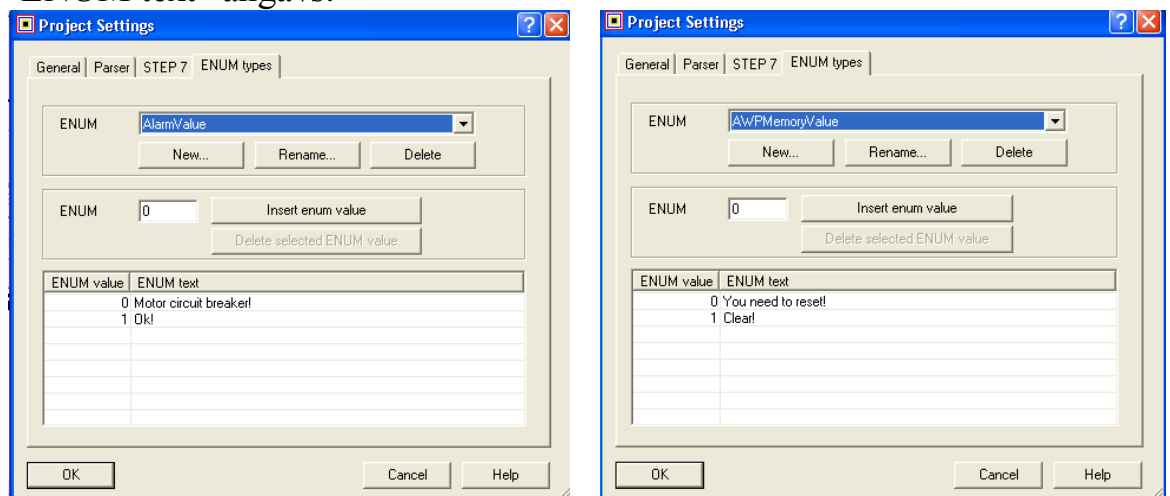 "ENUM text" angavs.
Project Settings
General Parser STEP 7 ENUM types
ENUM AlarmValue
New... Rename... Delete
ENUM 0 Insert enum value
Delete selected ENUM value
ENUM value ENUM text
0 Motor circuit breaker!
1 Ok!
OK Cancel Help
Project Settings
General Parser STEP 7 ENUM types
ENUM AWPMemoryValue
New... Rename... Delete
ENUM 0 Insert enum value
Delete selected ENUM value
ENUM value ENUM text
0 You need to reset!
1 Clear!
OK Cancel Help